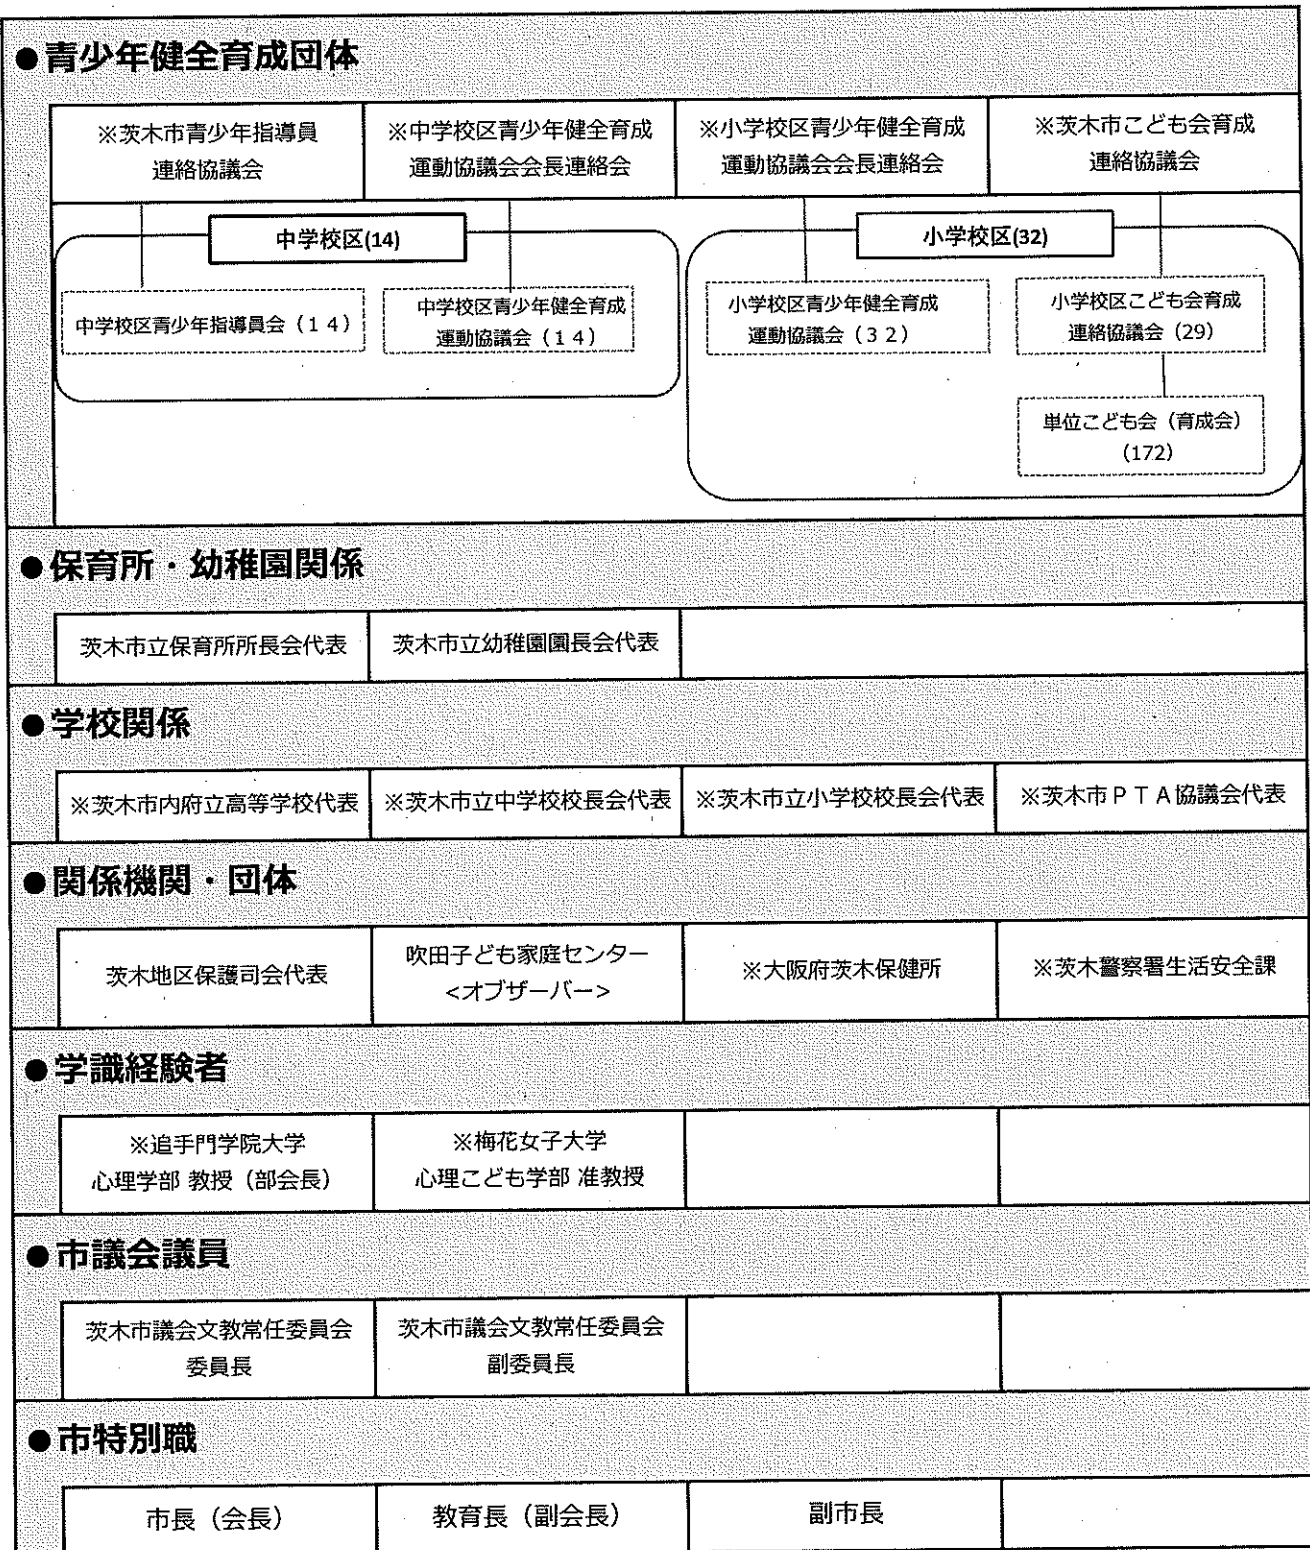 ●青少年健全育成団体
※茨木市青少年指導員
連絡協議会
※中学校区青少年健全育成
運動協議会会長連絡会
※小学校区青少年健全育成
運動協議会会長連絡会
※茨木市こども会育成
連絡協議会
中学校区(14)
中学校区青少年指導員会（１４）
中学校区青少年健全育成
運動協議会（１４）
小学校区(32)
小学校区青少年健全育成
運動協議会（３２）
小学校区こども会育成
連絡協議会（29）
単位こども会（育成会）
（172）
●保育所・幼稚園関係
茨木市立保育所所長会代表
茨木市立幼稚園園長会代表
●学校関係
※茨木市内府立高等学校代表
※茨木市立中学校校長会代表
※茨木市立小学校校長会代表
※茨木市ＰＴＡ協議会代表
●関係機関・団体
茨木地区保護司会代表
吹田子ども家庭センター
<オブザーバー>
※大阪府茨木保健所
※茨木警察署生活安全課
●学識経験者
※追手門学院大学
心理学部 教授（部会長）
※梅花女子大学
心理こども学部 准教授
●市議会議員
茨木市議会文教常任委員会
委員長
茨木市議会文教常任委員会
副委員長
●市特別職
市長（会長）
教育長（副会長）
副市長